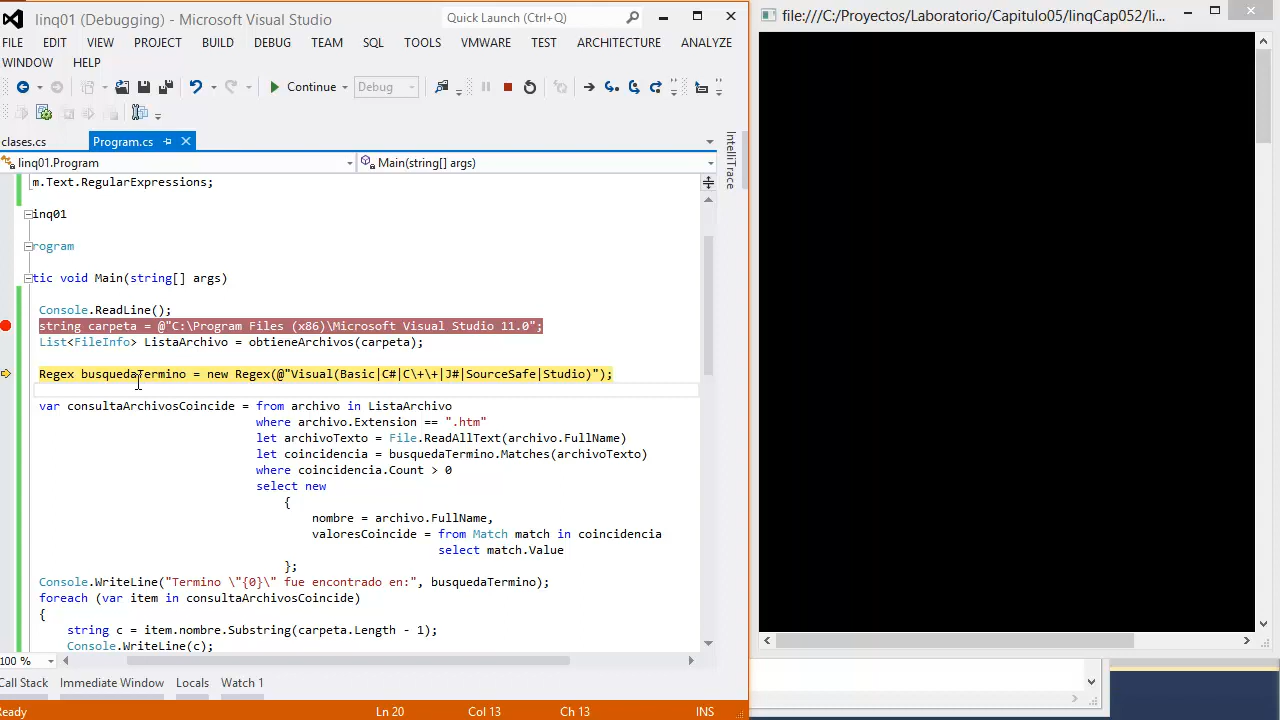 linq01 (Debugging) - Microsoft Visual Studio
Quick Launch (Ctrl+Q)
FILE EDIT VIEW PROJECT BUILD DEBUG TEAM SQL TOOLS VMWARE TEST ARCHITECTURE ANALYZE
WINDOW HELP
Continue Debug
clases.cs Program.cs
linq01.Program Main(string[] args)
m.Text.RegularExpressions;
inq01
rogram
tic void Main(string[] args)
Console.ReadLine();
string carpeta = @"C:\Program Files (x86)\Microsoft Visual Studio 11.0";
List<FileInfo> ListaArchivo = obtieneArchivos(carpeta);
Regex busquedaTermino = new Regex(@"Visual(Basic|C#|C\+\+|J#|SourceSafe|Studio)");
var consultaArchivosCoincide = from archivo in ListaArchivo
where archivo.Extension == ".htm"
let archivoTexto = File.ReadAllText(archivo.FullName)
let coincidencia = busquedaTermino.Matches(archivoTexto)
where coincidencia.Count > 0
select new
{
nombre = archivo.FullName,
valoresCoincide = from Match match in coincidencia
select match.Value
};
Console.WriteLine("Termino \"{0}\" fue encontrado en:", busquedaTermino);
foreach (var item in consultaArchivosCoincide)
{
string c = item.nombre.Substring(carpeta.Length - 1);
Console.WriteLine(c);
100 %
Call Stack Immediate Window Locals Watch 1
Ready Ln 20 Col 13 Ch 13 INS
IntelliTrace
file:///C:/Proyectos/Laboratorio/Capitulo05/linqCap052/li...